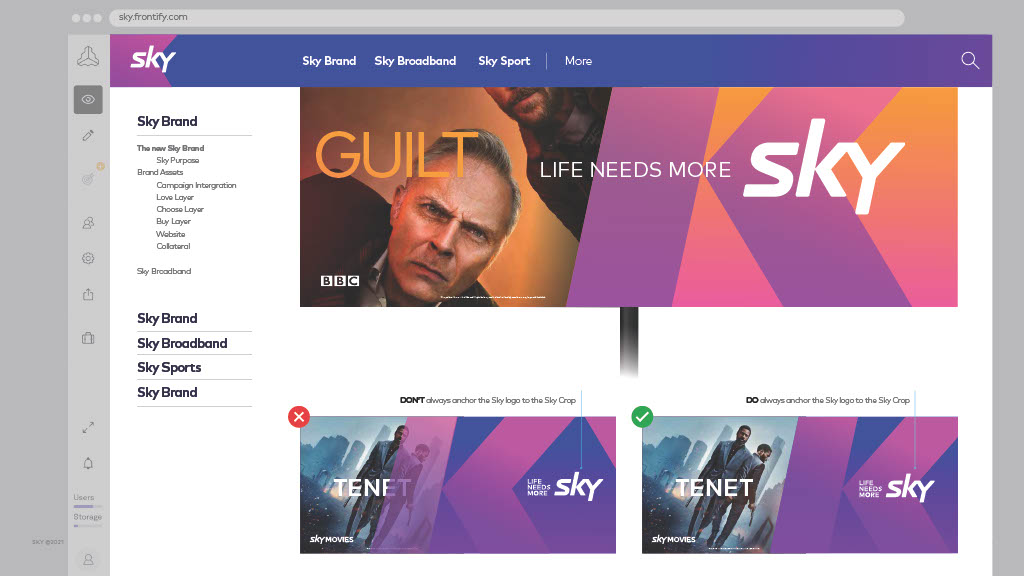 sky.frontify.com
sky
Sky Brand Sky Broadband Sky Sport More
Sky Brand
The new Sky Brand
Sky Purpose
Brand Assets
Campaign Intergration
Love Layer
Choose Layer
Buy Layer
Website
Collateral
Sky Broadband
Sky Brand
Sky Broadband
Sky Sports
Sky Brand
Users
Storage
SKY @2021
GUILT
LIFE NEEDS MORE sky
BBC
DON'T always anchor the Sky logo to the Sky Crop
TENET
LIFE
NEEDS
MORE
sky
sky MOVIES
DO always anchor the Sky logo to the Sky Crop
TENET
LIFE
NEEDS
MORE
sky
sky MOVIES